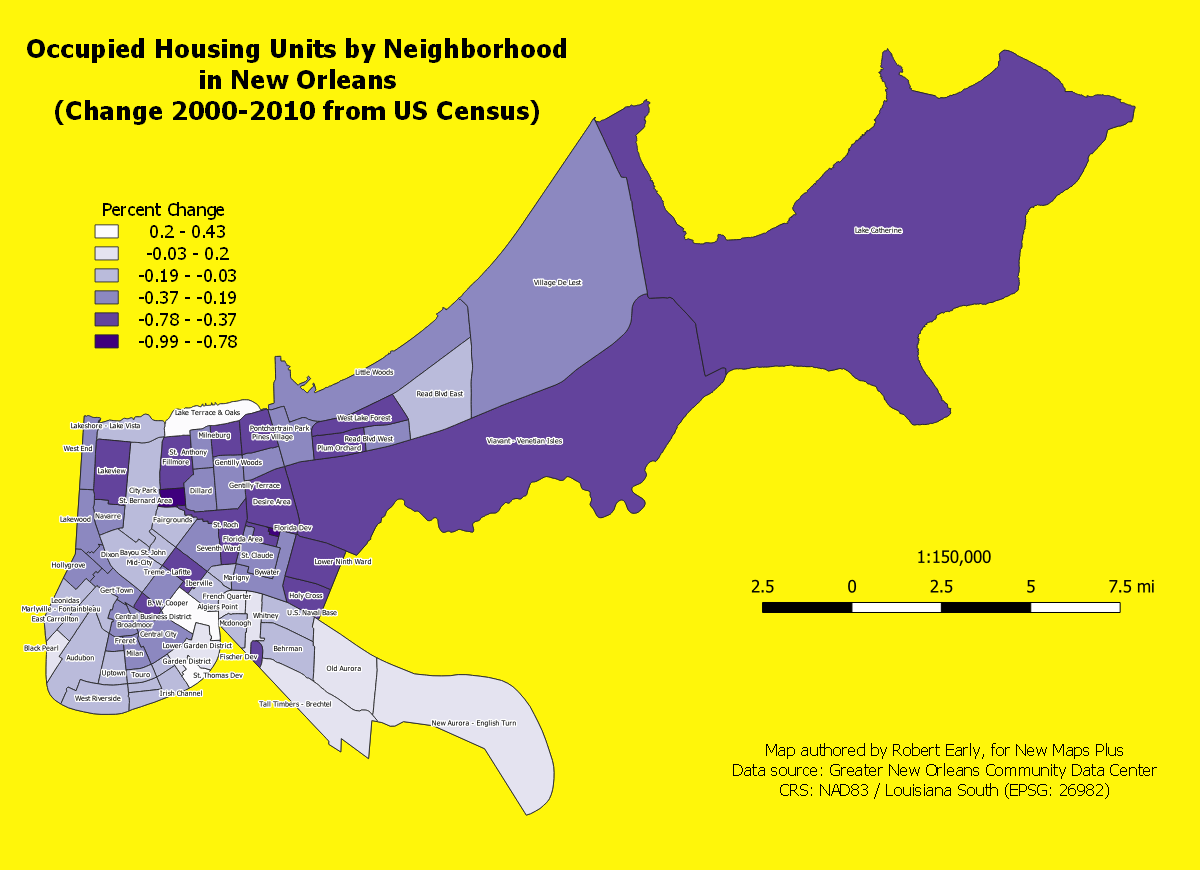 Occupied Housing Units by Neighborhood
in New Orleans
(Change 2000-2010 from US Census)
Percent Change
0.2 - 0.43
-0.03 - 0.2
-0.19 - -0.03
-0.37 - -0.19
-0.78 - -0.37
-0.99 - -0.78
Lake Catherine
Village De Lest
Little Woods
Read Blvd East
Lake Terrace & Oaks
West Lake Forest
Lakeshore - Lake Vista
Pontchartrain Park
Milneburg
Pines Village
Read Blvd West
Viavant - Venetian Isles
West End
Plum Orchard
St. Anthony
Fillmore
Gentilly Woods
Lakeview
Gentilly Terrace
City Park
Dillard
St. Bernard Area
Desire Area
Lakewood
Navarre
Fairgrounds
St. Roch
Florida Dev
Florida Area
Seventh Ward
Dixon
Bayou St. John
St. Claude
Mid-City
Lower Ninth Ward
Hollygrove
Treme - Lafitte
Bywater
Marigny
Iberville
Gert Town
French Quarter
Holy Cross
Leonidas
B. W. Cooper
Algiers Point
Marlyville - Fontainbleau
U.S. Naval Base
East Carrollton
Central Business District
Whitney
Broadmoor
Mcdonogh
Central City
Freret
Black Pearl
Lower Garden District
Behrman
Milan
Fischer Dev
Audubon
Garden District
Old Aurora
Uptown
Touro
St. Thomas Dev
Irish Channel
West Riverside
Tall Timbers - Brechtel
New Aurora - English Turn
1:150,000
2.5 0 2.5 5 7.5 mi
Map authored by Robert Early, for New Maps Plus
Data source: Greater New Orleans Community Data Center
CRS: NAD83 / Louisiana South (EPSG: 26982)